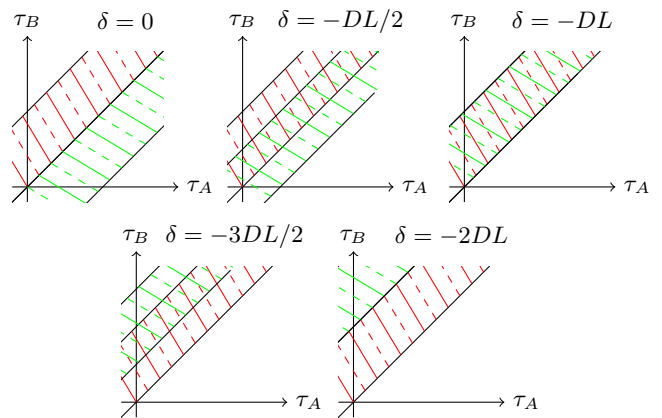 τ_B δ = 0
τ_A
τ_B δ = −DL/2
τ_A
τ_B δ = −DL
τ_A
τ_B δ = −3DL/2
τ_A
τ_B δ = −2DL
τ_A